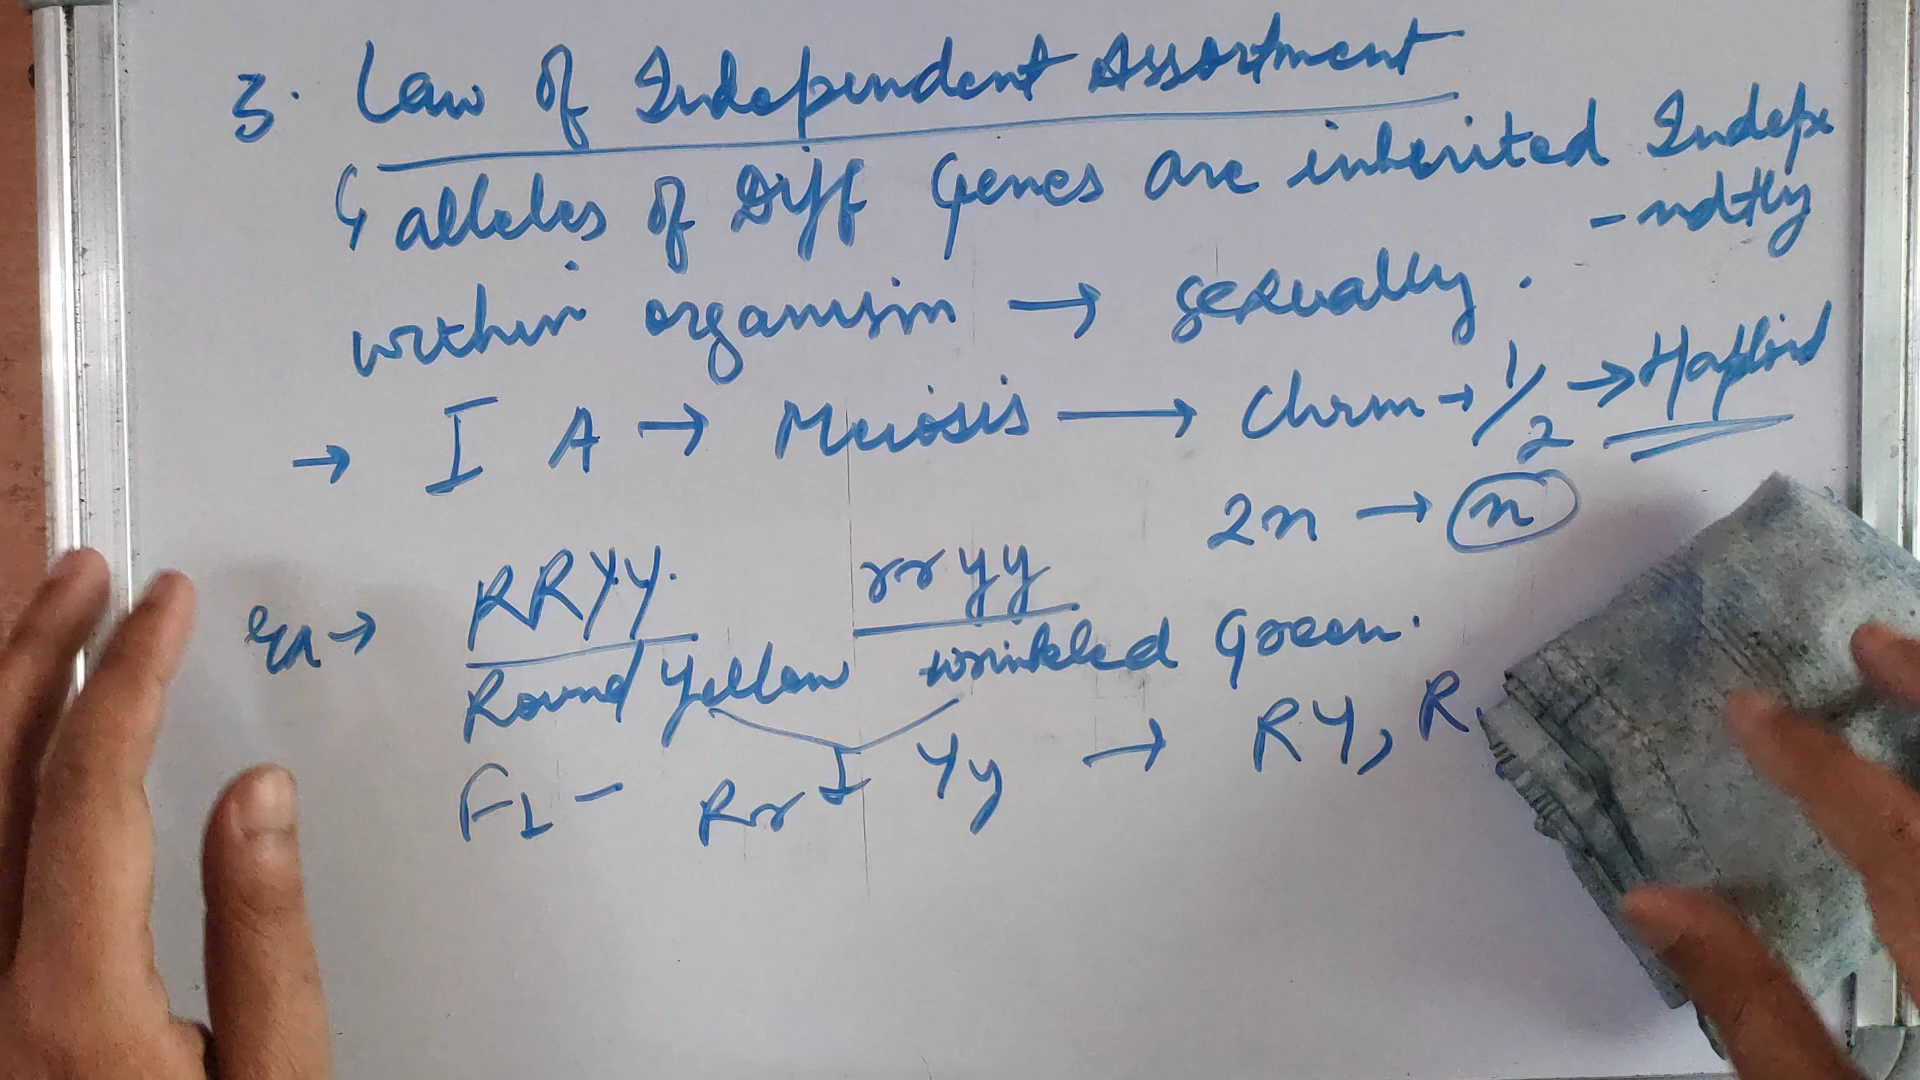 3. Law of Independent Assortment
↳ alleles of Diff Genes are inherited Indepe
-ndtly
within organism → sexually.
→ I A → Meiosis → Chrm → 1/2 → Haploid
2n → n
RRYY. rryy
Eg → Round Yellow wrinkled Green.
F1 - Rr Yy → RY, R